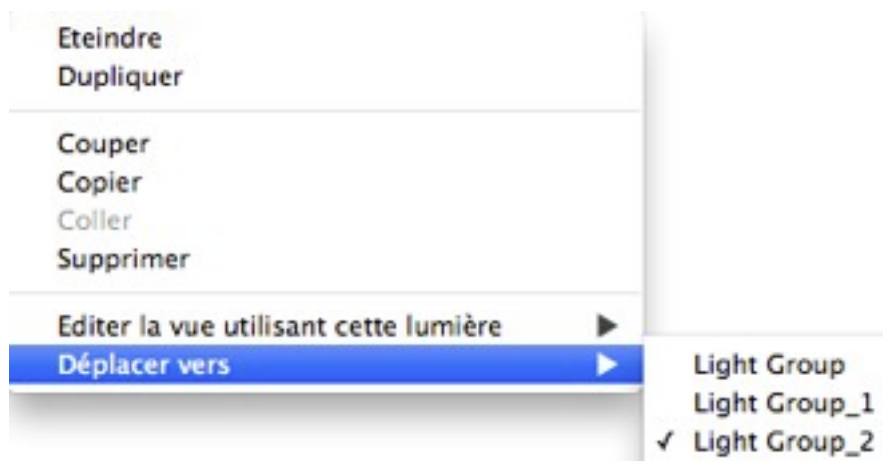 Eteindre
Dupliquer
Couper
Copier
Coller
Supprimer
Editer la vue utilisant cette lumière
Déplacer vers
Light Group
Light Group_1
✓ Light Group_2